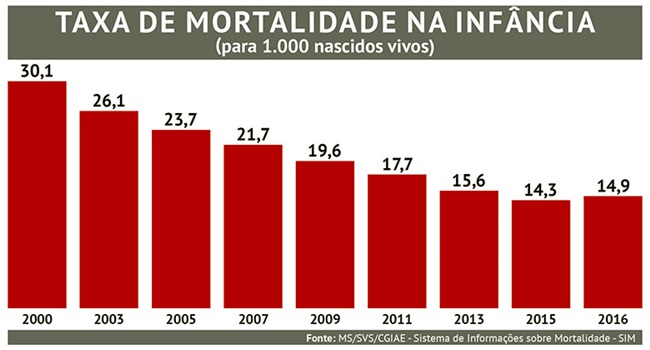 TAXA DE MORTALIDADE NA INFÂNCIA
(para 1.000 nascidos vivos)
30,1
26,1
23,7
21,7
19,6
17,7
15,6
14,3
14,9
2000 2003 2005 2007 2009 2011 2013 2015 2016
Fonte: MS/SVS/CGIAE - Sistema de Informações sobre Mortalidade - SIM